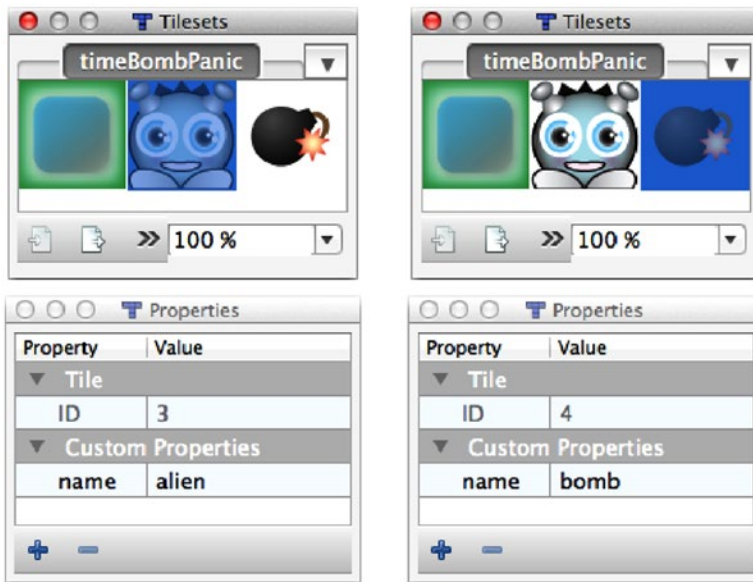 Tilesets
timeBombPanic
100 %
Properties
Property Value
Tile
ID 3
Custom Properties
name alien
Tilesets
timeBombPanic
100 %
Properties
Property Value
Tile
ID 4
Custom Properties
name bomb